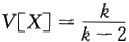 V[X] = k / (k − 2)